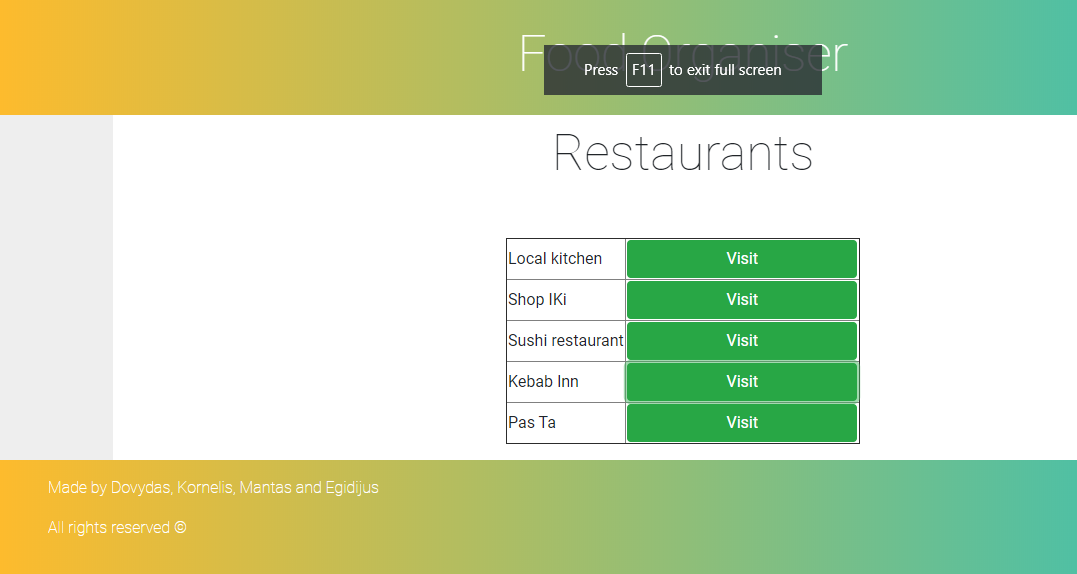 Food Organiser
Press F11 to exit full screen
Restaurants
Local kitchen Visit
Shop IKi Visit
Sushi restaurant Visit
Kebab Inn Visit
Pas Ta Visit
Made by Dovydas, Kornelis, Mantas and Egidijus
All rights reserved ©